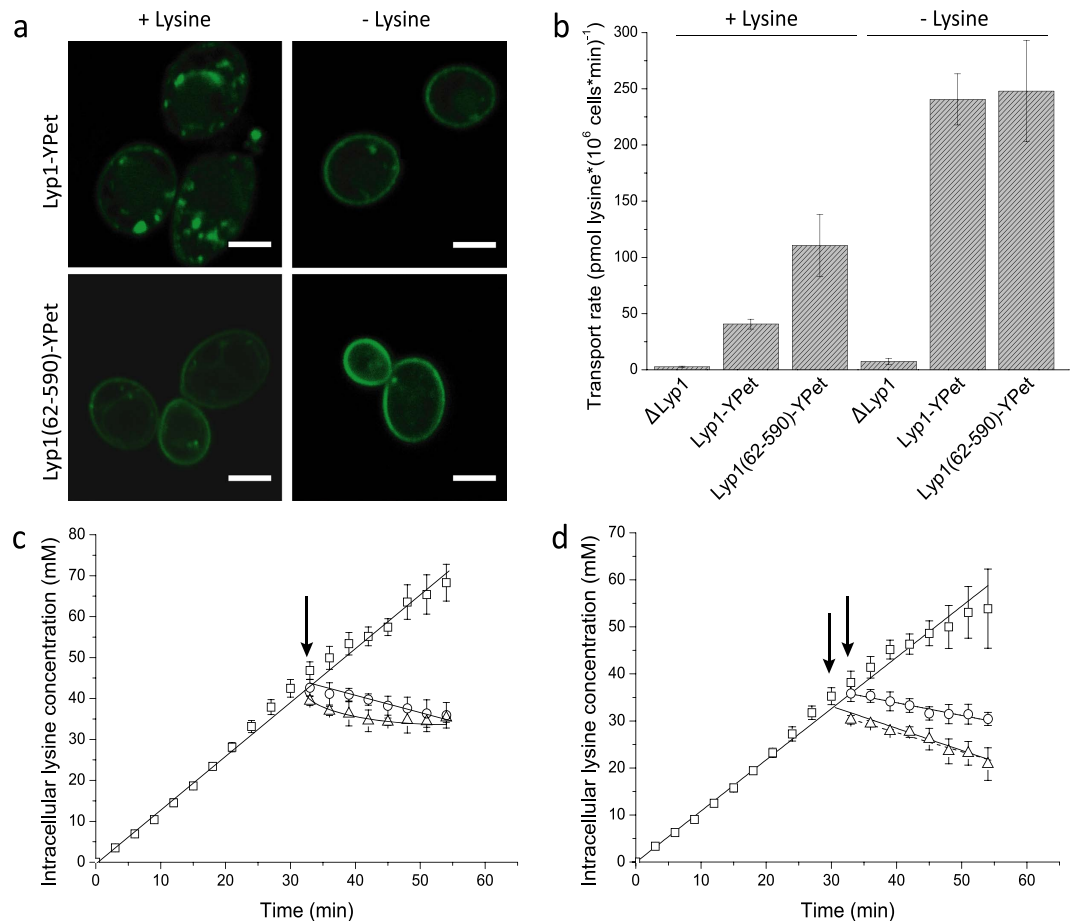 a
+ Lysine
- Lysine
Lyp1-YPet
Lyp1(62-590)-YPet
b
+ Lysine
- Lysine
Transport rate (pmol lysine*(10⁶ cells*min)⁻¹)
300
250
200
150
100
50
0
ΔLyp1
Lyp1-YPet
Lyp1(62-590)-YPet
ΔLyp1
Lyp1-YPet
Lyp1(62-590)-YPet
c
Intracellular lysine concentration (mM)
80
70
60
50
40
30
20
10
0
0 10 20 30 40 50 60
Time (min)
d
Intracellular lysine concentration (mM)
70
60
50
40
30
20
10
0
0 10 20 30 40 50 60
Time (min)